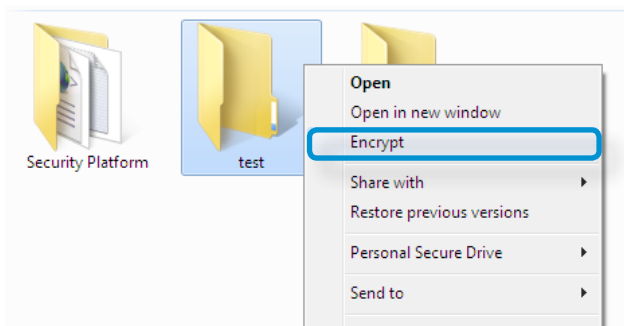 Security Platform
test
Open
Open in new window
Encrypt
Share with
Restore previous versions
Personal Secure Drive
Send to